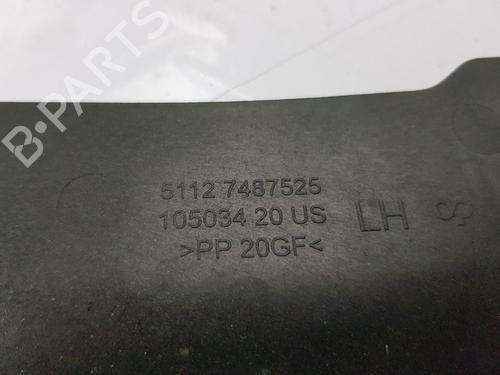 B-PARTS
5112 7487525
105034 20 US
>PP 20GF<
LH S